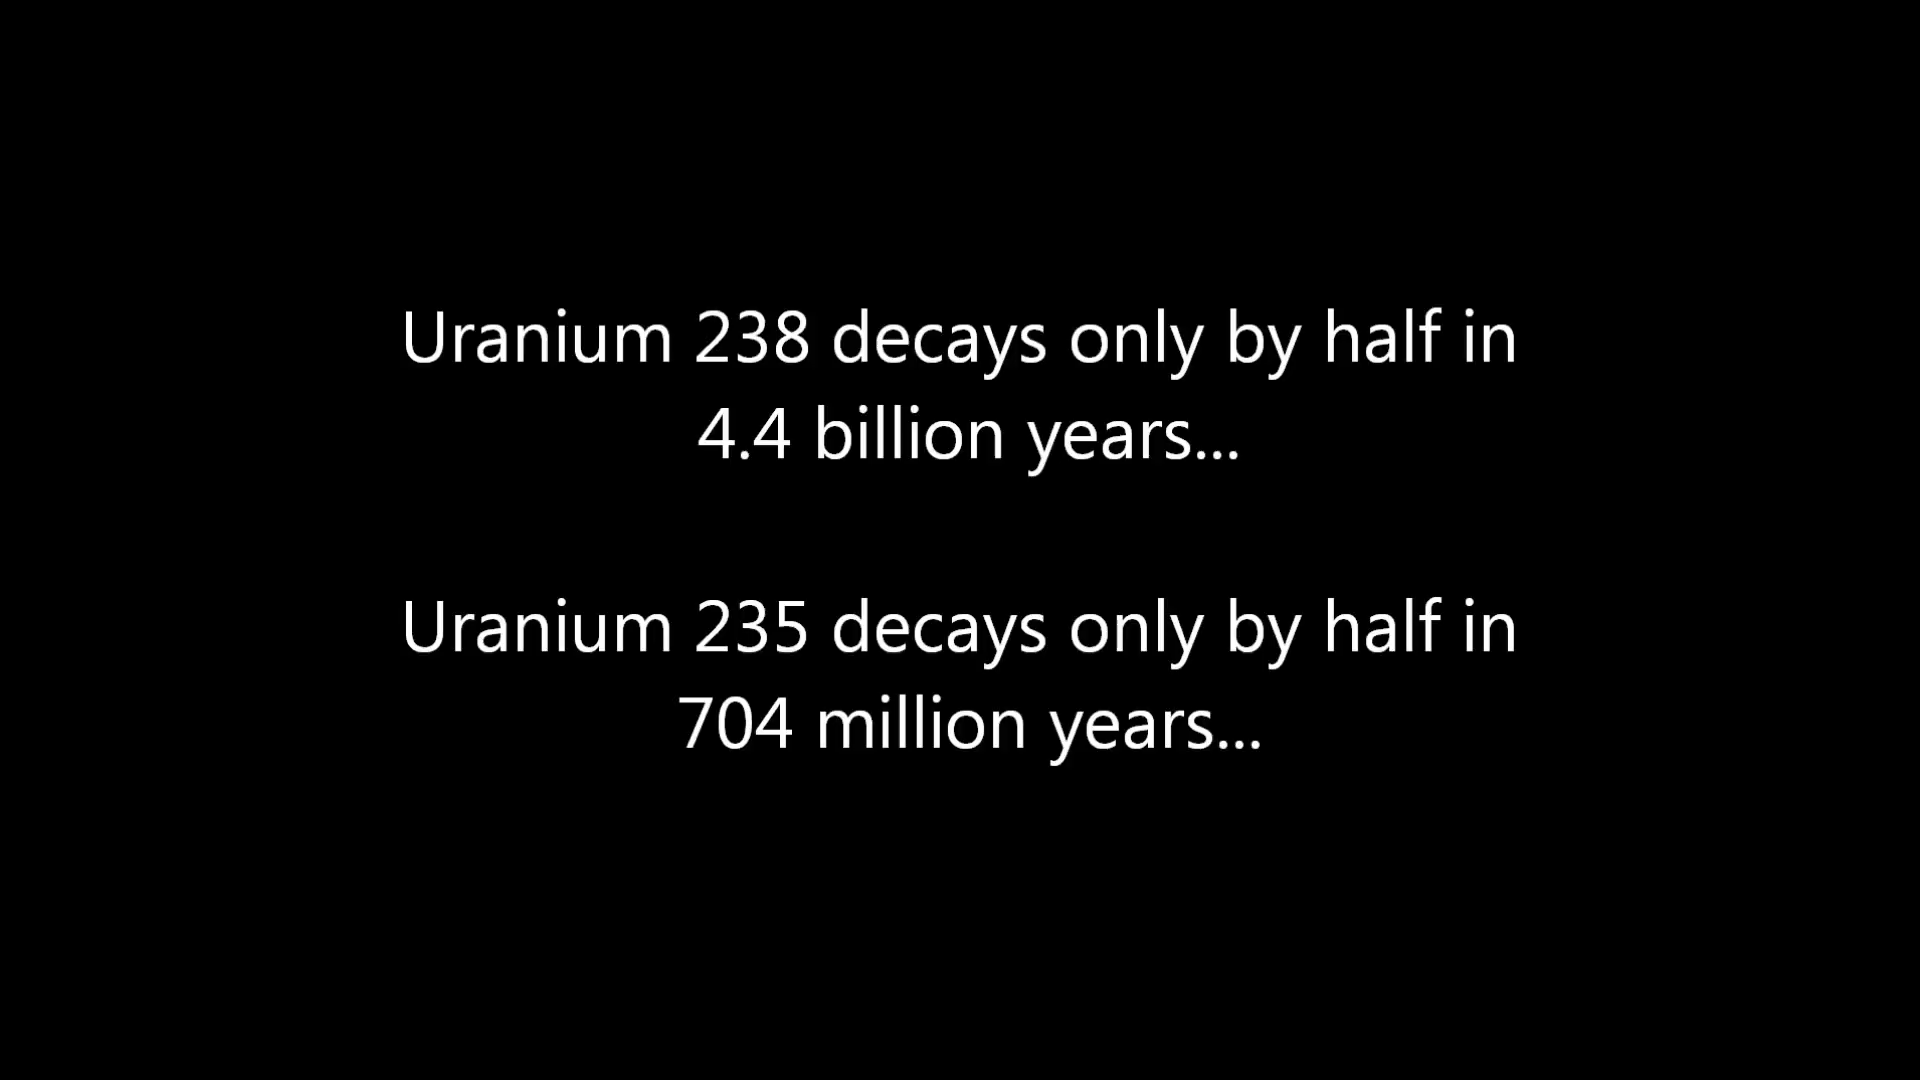 Uranium 238 decays only by half in
4.4 billion years...
Uranium 235 decays only by half in
704 million years...